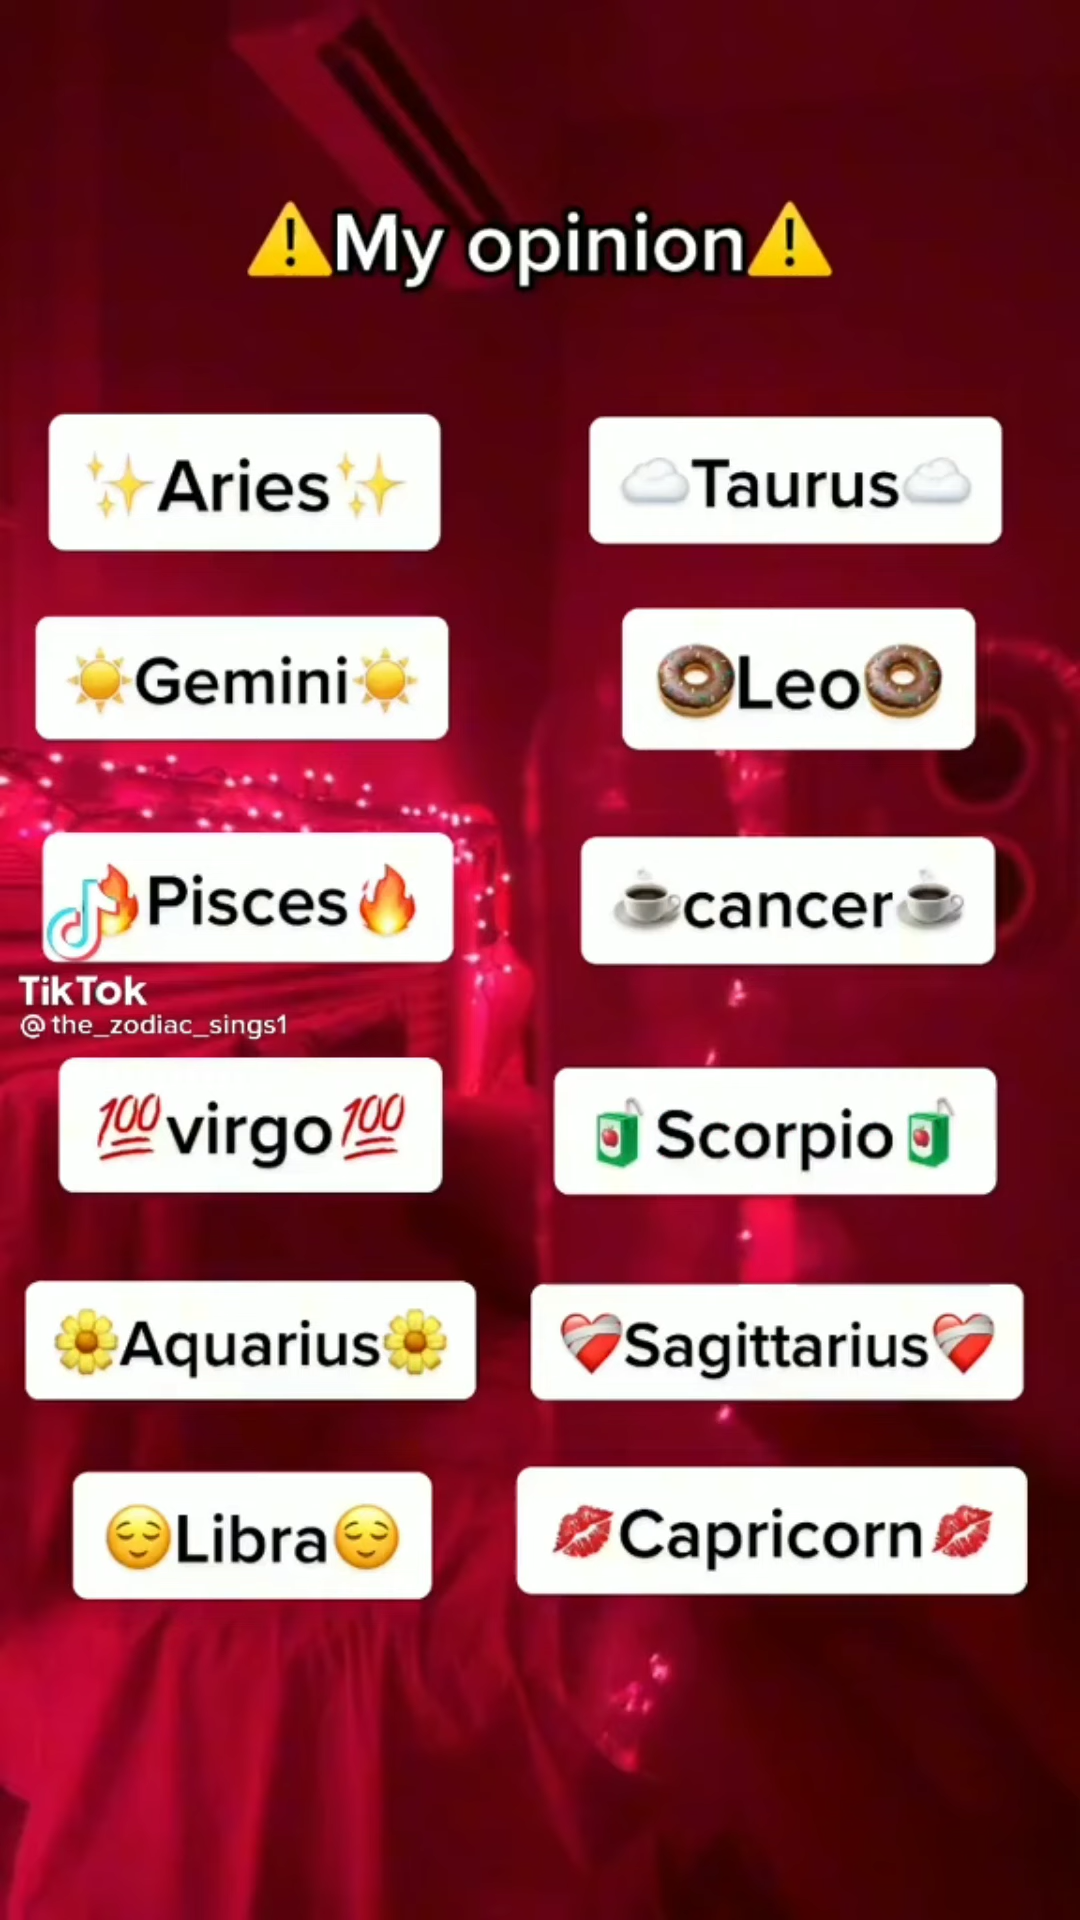 ⚠️My opinion⚠️
✨Aries✨
☁️Taurus☁️
☀️Gemini☀️
🍩Leo🍩
🔥Pisces🔥
☕cancer☕
TikTok
@the_zodiac_sings1
💯virgo💯
🧃Scorpio🧃
🌼Aquarius🌼
❤️‍🩹Sagittarius❤️‍🩹
😌Libra😌
💋Capricorn💋